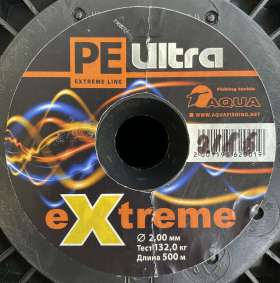 PE Ultra
EXTREME LINE
Fishing tackle
AQUA
WWW.AQUAFISHING.NET
eXtreme
Ø 2,00 мм
Тест 132,0 кг
Длина 500 м